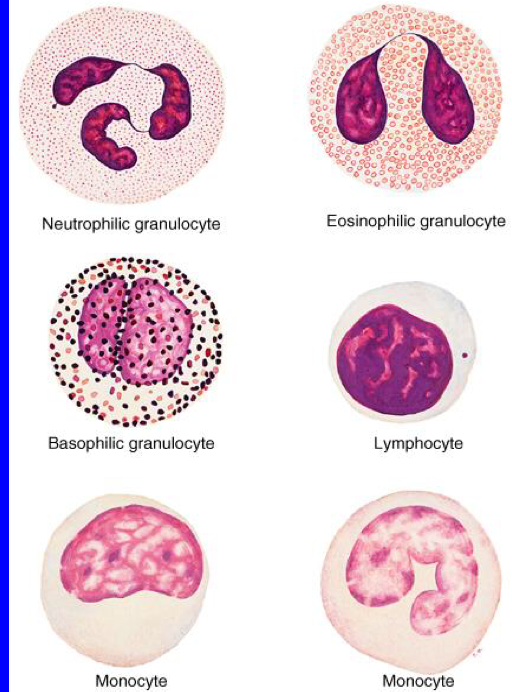 Neutrophilic granulocyte
Eosinophilic granulocyte
Basophilic granulocyte
Lymphocyte
Monocyte
Monocyte